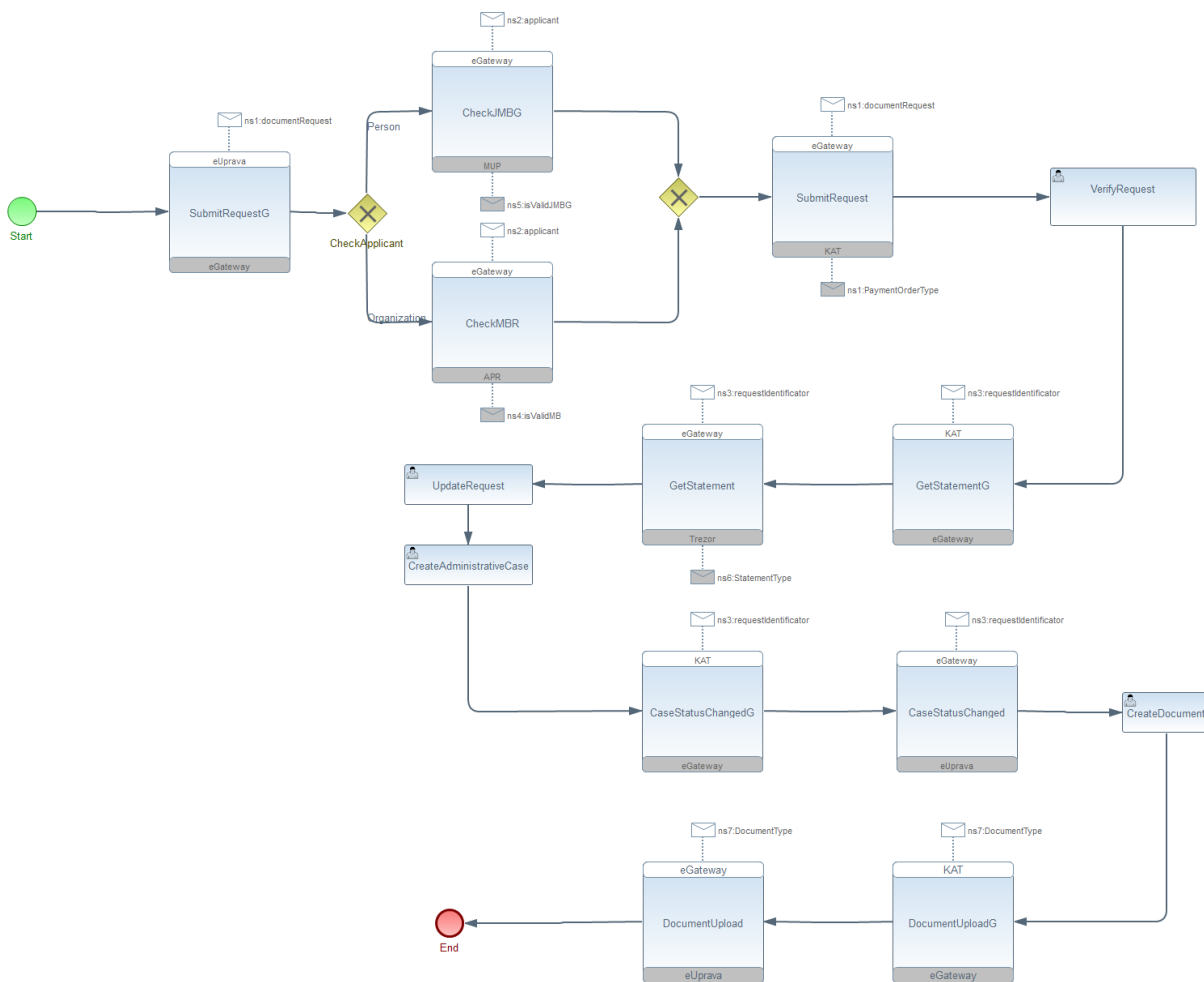 ns2:applicant
eGateway
CheckJMBG
MUP
ns5:isValidJMBG
ns1:documentRequest
eUprava
SubmitRequestG
eGateway
Start
Person
CheckApplicant
Organization
ns2:applicant
eGateway
CheckMBR
APR
ns4:isValidMB
ns1:documentRequest
eGateway
SubmitRequest
KAT
ns1:PaymentOrderType
VerifyRequest
ns3:requestIdentificator
KAT
GetStatementG
eGateway
ns3:requestIdentificator
eGateway
GetStatement
Trezor
ns6:StatementType
UpdateRequest
CreateAdministrativeCase
ns3:requestIdentificator
KAT
CaseStatusChangedG
eGateway
ns3:requestIdentificator
eGateway
CaseStatusChanged
eUprava
CreateDocument
ns7:DocumentType
KAT
DocumentUploadG
eGateway
ns7:DocumentType
eGateway
DocumentUpload
eUprava
End